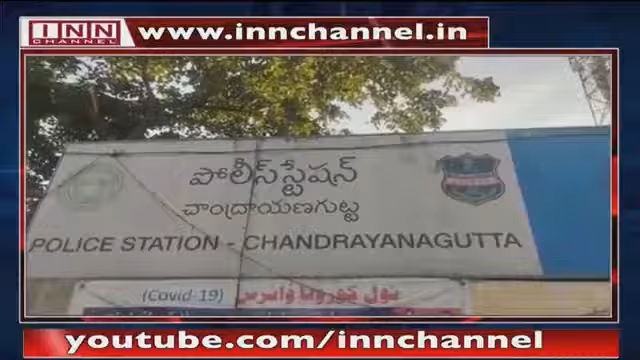 INN
CHANNEL
www.innchannel.in
పోలీస్ స్టేషన్
చాంద్రాయణగుట్ట
POLICE STATION - CHANDRAYANAGUTTA
(Covid-19)
youtube.com/innchannel